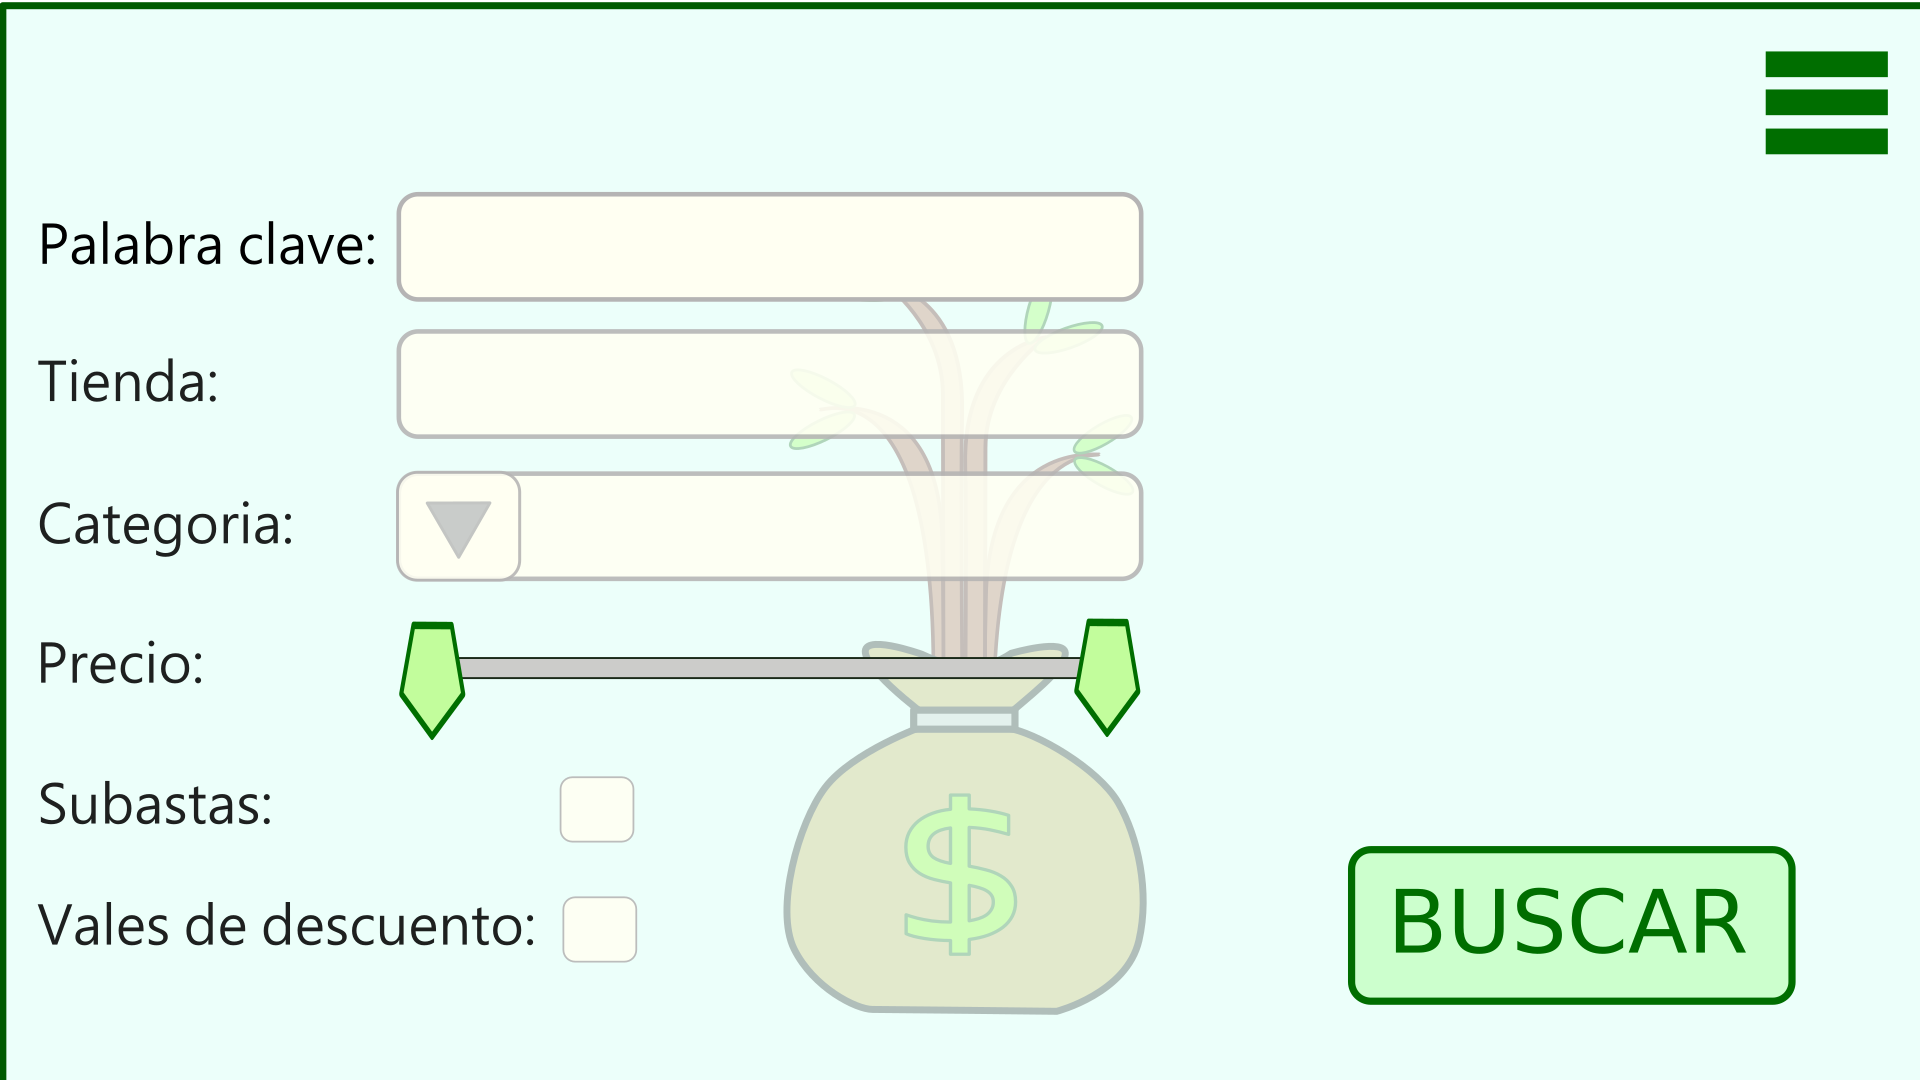 Palabra clave:
Tienda:
Categoria:
Precio:
Subastas:
$
Vales de descuento:
BUSCAR